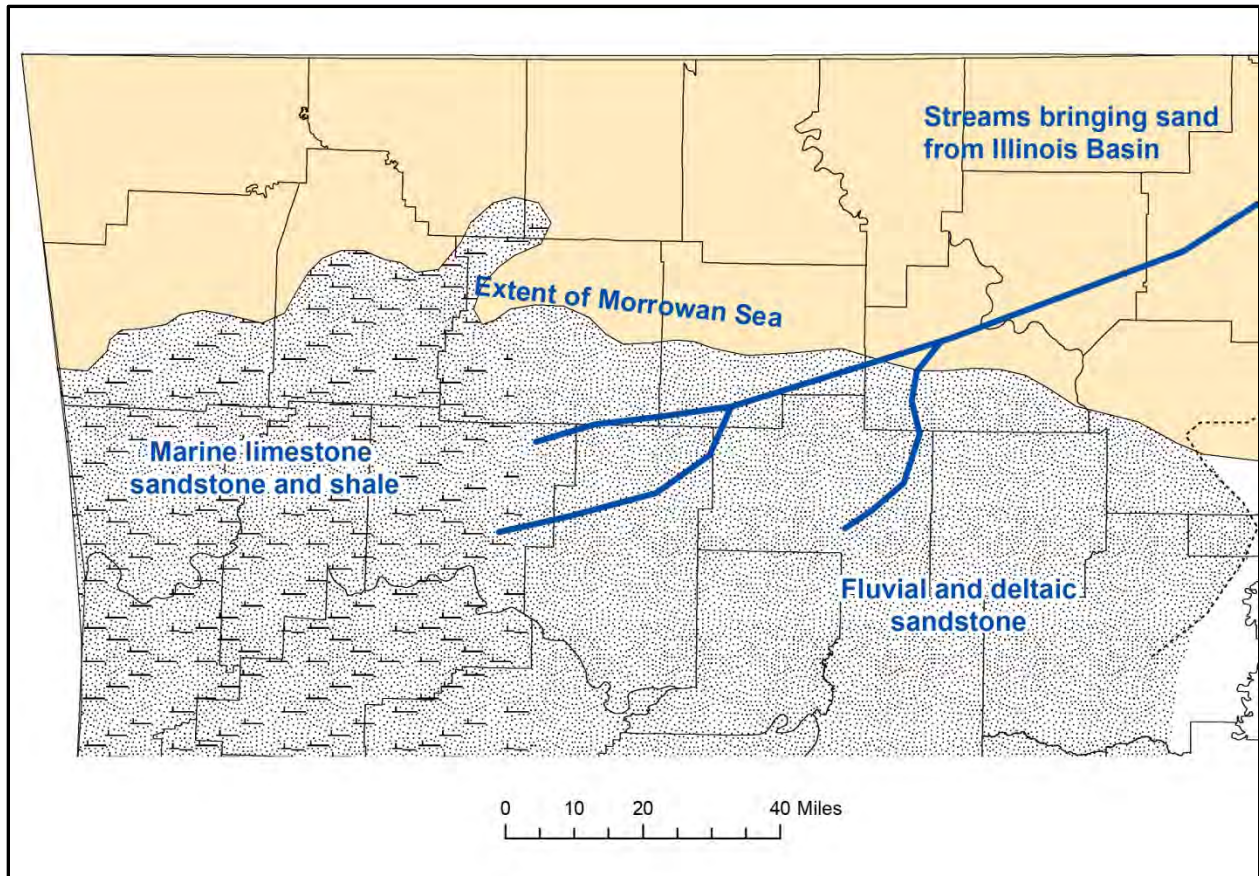 Streams bringing sand
from Illinois Basin
Extent of Morrowan Sea
Marine limestone
sandstone and shale
Fluvial and deltaic
sandstone
0 10 20 40 Miles